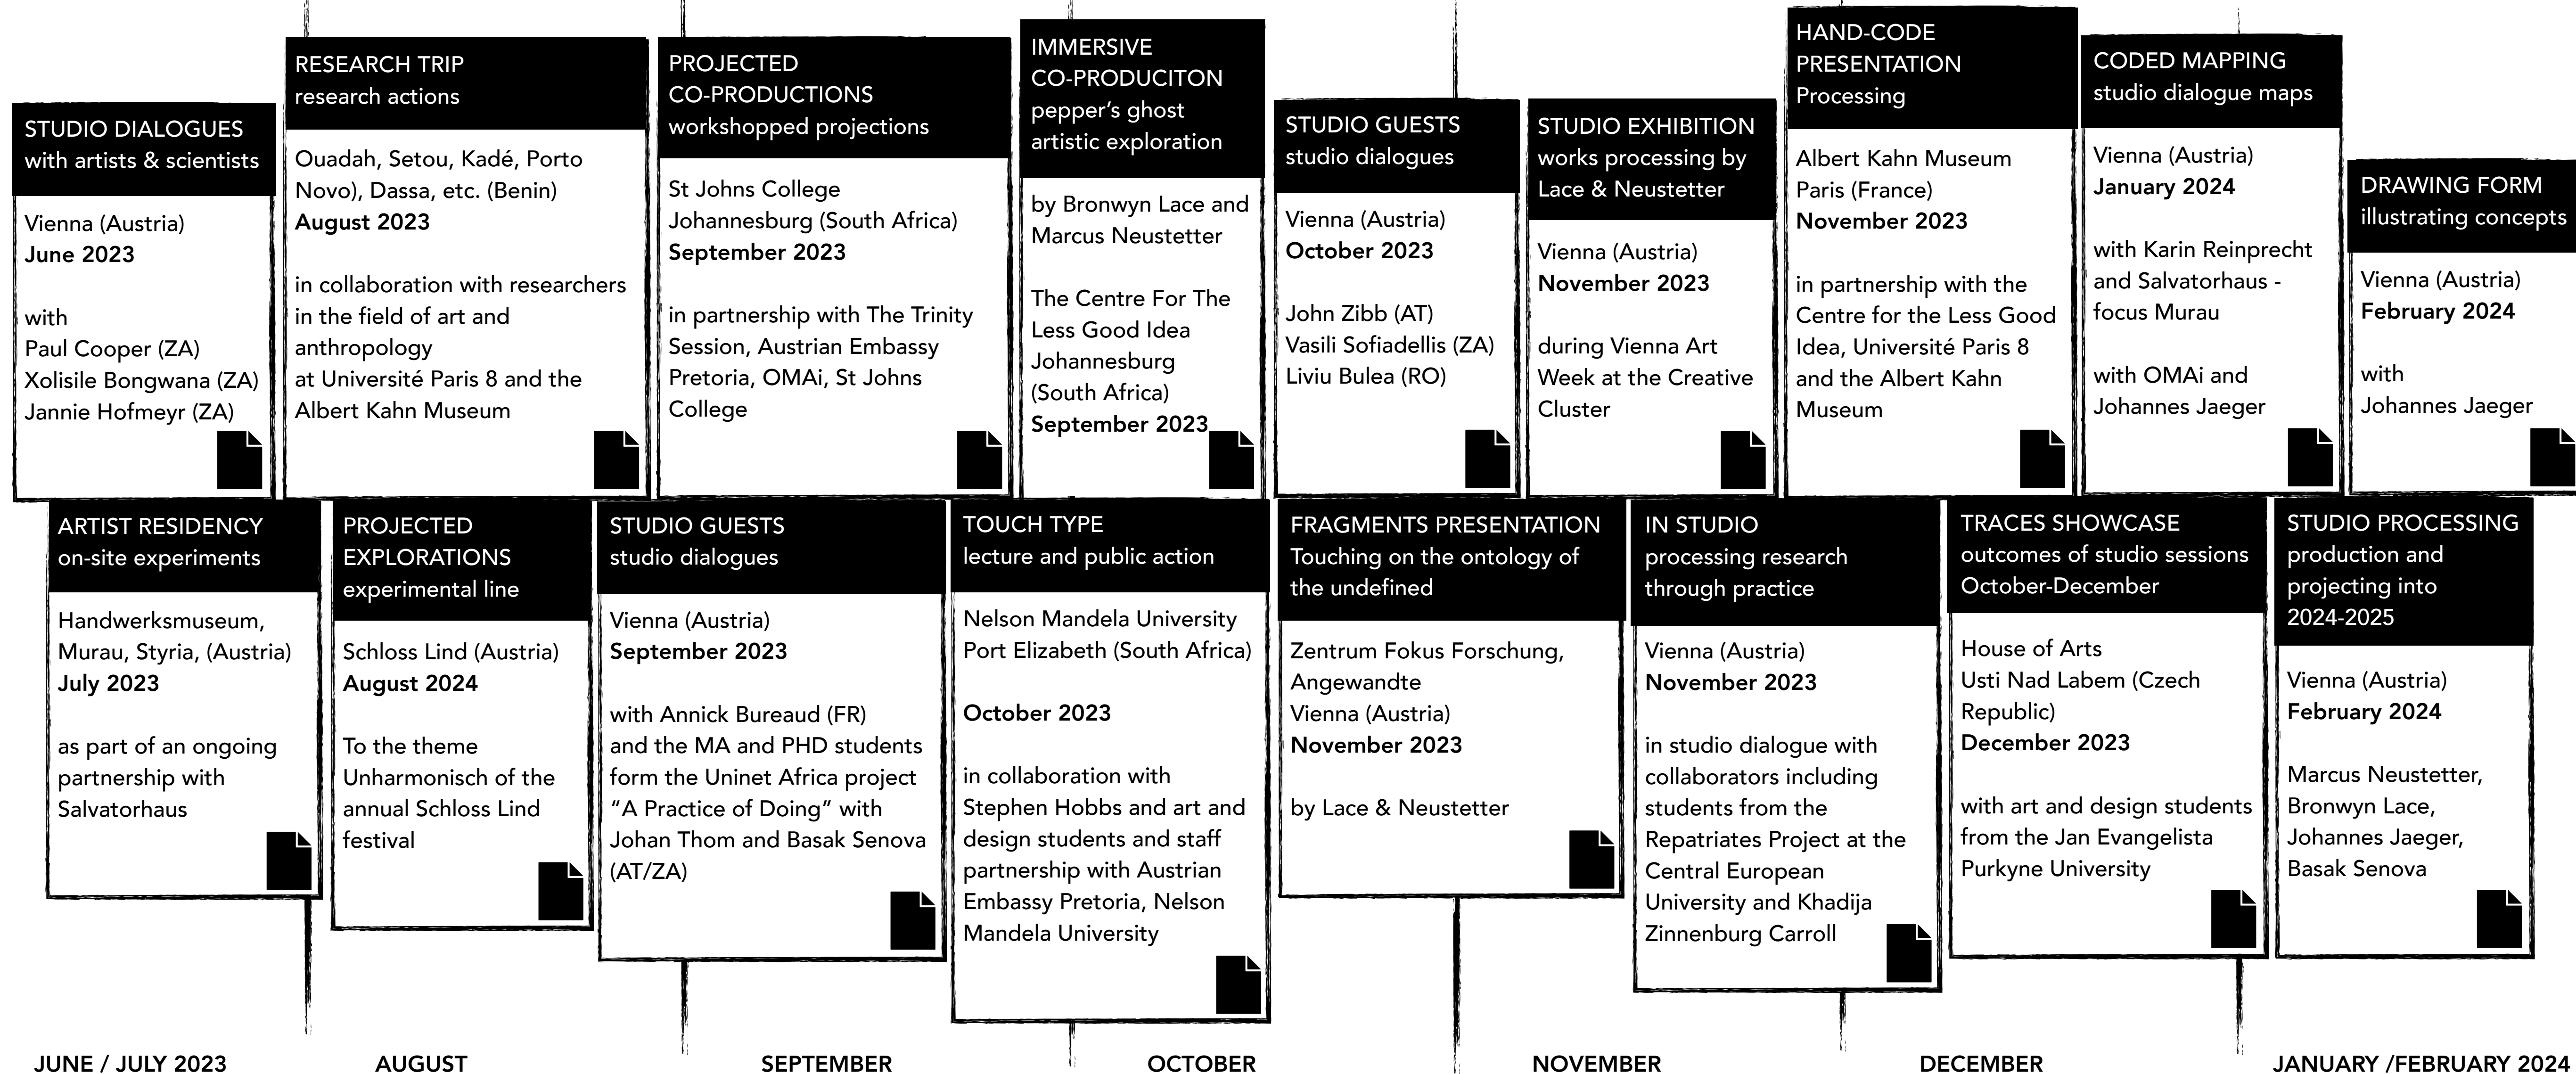 STUDIO DIALOGUES
with artists & scientists
Vienna (Austria)
June 2023
with
Paul Cooper (ZA)
Xolisile Bongwana (ZA)
Jannie Hofmeyr (ZA)
RESEARCH TRIP
research actions
Ouadah, Setou, Kadé, Porto
Novo), Dassa, etc. (Benin)
August 2023
in collaboration with researchers
in the field of art and
anthropology
at Université Paris 8 and the
Albert Kahn Museum
PROJECTED
CO-PRODUCTIONS
workshopped projections
St Johns College
Johannesburg (South Africa)
September 2023
in partnership with The Trinity
Session, Austrian Embassy
Pretoria, OMAi, St Johns
College
IMMERSIVE
CO-PRODUCITON
pepper's ghost
artistic exploration
by Bronwyn Lace and
Marcus Neustetter
The Centre For The
Less Good Idea
Johannesburg
(South Africa)
September 2023
STUDIO GUESTS
studio dialogues
Vienna (Austria)
October 2023
John Zibb (AT)
Vasili Sofiadellis (ZA)
Liviu Bulea (RO)
STUDIO EXHIBITION
works processing by
Lace & Neustetter
Vienna (Austria)
November 2023
during Vienna Art
Week at the Creative
Cluster
HAND-CODE
PRESENTATION
Processing
Albert Kahn Museum
Paris (France)
November 2023
in partnership with the
Centre for the Less Good
Idea, Université Paris 8
and the Albert Kahn
Museum
CODED MAPPING
studio dialogue maps
Vienna (Austria)
January 2024
with Karin Reinprecht
and Salvatorhaus -
focus Murau
with OMAi and
Johannes Jaeger
DRAWING FORM
illustrating concepts
Vienna (Austria)
February 2024
with
Johannes Jaeger
ARTIST RESIDENCY
on-site experiments
Handwerksmuseum,
Murau, Styria, (Austria)
July 2023
as part of an ongoing
partnership with
Salvatorhaus
PROJECTED
EXPLORATIONS
experimental line
Schloss Lind (Austria)
August 2024
To the theme
Unharmonisch of the
annual Schloss Lind
festival
STUDIO GUESTS
studio dialogues
Vienna (Austria)
September 2023
with Annick Bureaud (FR)
and the MA and PHD students
form the Uninet Africa project
“A Practice of Doing” with
Johan Thom and Basak Senova
(AT/ZA)
TOUCH TYPE
lecture and public action
Nelson Mandela University
Port Elizabeth (South Africa)
October 2023
in collaboration with
Stephen Hobbs and art and
design students and staff
partnership with Austrian
Embassy Pretoria, Nelson
Mandela University
FRAGMENTS PRESENTATION
Touching on the ontology of
the undefined
Zentrum Fokus Forschung,
Angewandte
Vienna (Austria)
November 2023
by Lace & Neustetter
IN STUDIO
processing research
through practice
Vienna (Austria)
November 2023
in studio dialogue with
collaborators including
students from the
Repatriates Project at the
Central European
University and Khadija
Zinnenburg Carroll
TRACES SHOWCASE
outcomes of studio sessions
October-December
House of Arts
Usti Nad Labem (Czech
Republic)
December 2023
with art and design students
from the Jan Evangelista
Purkyne University
STUDIO PROCESSING
production and
projecting into
2024-2025
Vienna (Austria)
February 2024
Marcus Neustetter,
Bronwyn Lace,
Johannes Jaeger,
Basak Senova
JUNE / JULY 2023
AUGUST
SEPTEMBER
OCTOBER
NOVEMBER
DECEMBER
JANUARY /FEBRUARY 2024